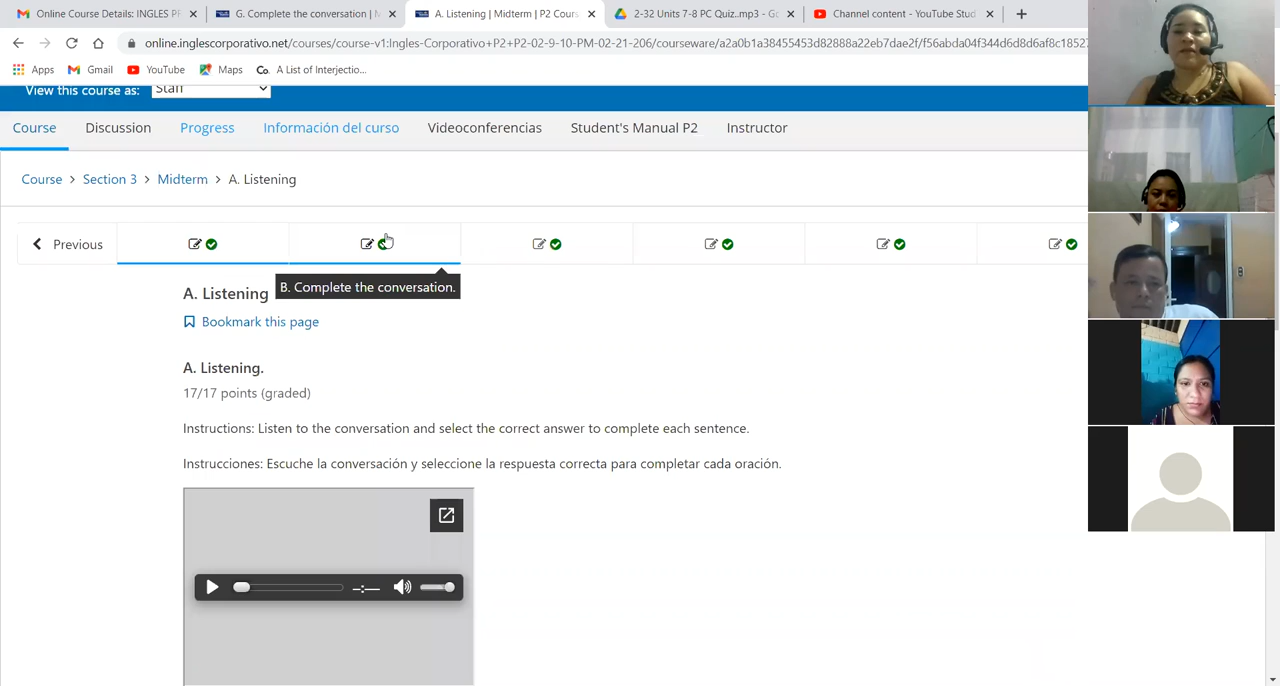 Online Course Details: INGLES PF
G. Complete the conversation | M
A. Listening | Midterm | P2 Cours
2-32 Units 7-8 PC Quiz..mp3 - Go
Channel content - YouTube Stud
online.inglescorporativo.net/courses/course-v1:Ingles-Corporativo+P2+P2-02-9-10-PM-02-21-206/courseware/a2a0b1a38455453d82888a22eb7dae2f/f56abda04f344d6d8d6af8c18527
Apps
Gmail
YouTube
Maps
Co.
A List of Interjectio...
View this course as:
Staff
Course
Discussion
Progress
Información del curso
Videoconferencias
Student's Manual P2
Instructor
Course > Section 3 > Midterm > A. Listening
Previous
B. Complete the conversation.
A. Listening
Bookmark this page
A. Listening.
17/17 points (graded)
Instructions: Listen to the conversation and select the correct answer to complete each sentence.
Instrucciones: Escuche la conversación y seleccione la respuesta correcta para completar cada oración.
-:--